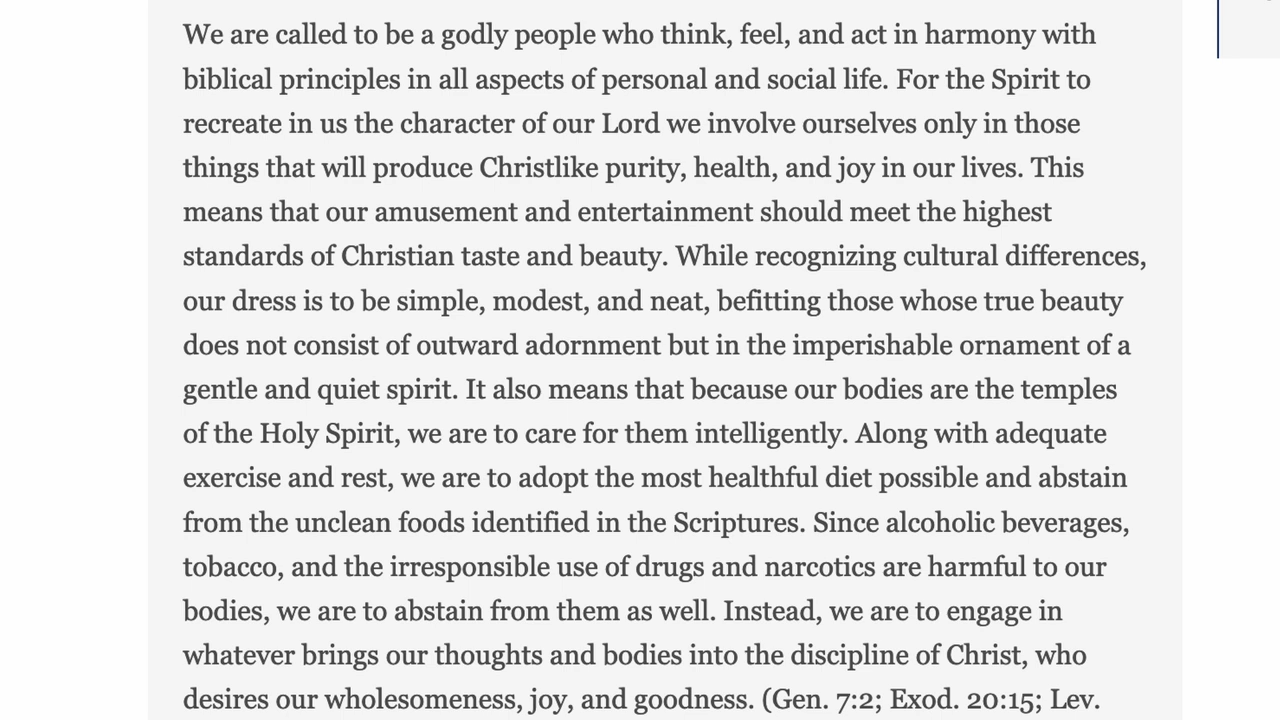 We are called to be a godly people who think, feel, and act in harmony with
biblical principles in all aspects of personal and social life. For the Spirit to
recreate in us the character of our Lord we involve ourselves only in those
things that will produce Christlike purity, health, and joy in our lives. This
means that our amusement and entertainment should meet the highest
standards of Christian taste and beauty. While recognizing cultural differences,
our dress is to be simple, modest, and neat, befitting those whose true beauty
does not consist of outward adornment but in the imperishable ornament of a
gentle and quiet spirit. It also means that because our bodies are the temples
of the Holy Spirit, we are to care for them intelligently. Along with adequate
exercise and rest, we are to adopt the most healthful diet possible and abstain
from the unclean foods identified in the Scriptures. Since alcoholic beverages,
tobacco, and the irresponsible use of drugs and narcotics are harmful to our
bodies, we are to abstain from them as well. Instead, we are to engage in
whatever brings our thoughts and bodies into the discipline of Christ, who
desires our wholesomeness, joy, and goodness. (Gen. 7:2; Exod. 20:15; Lev.